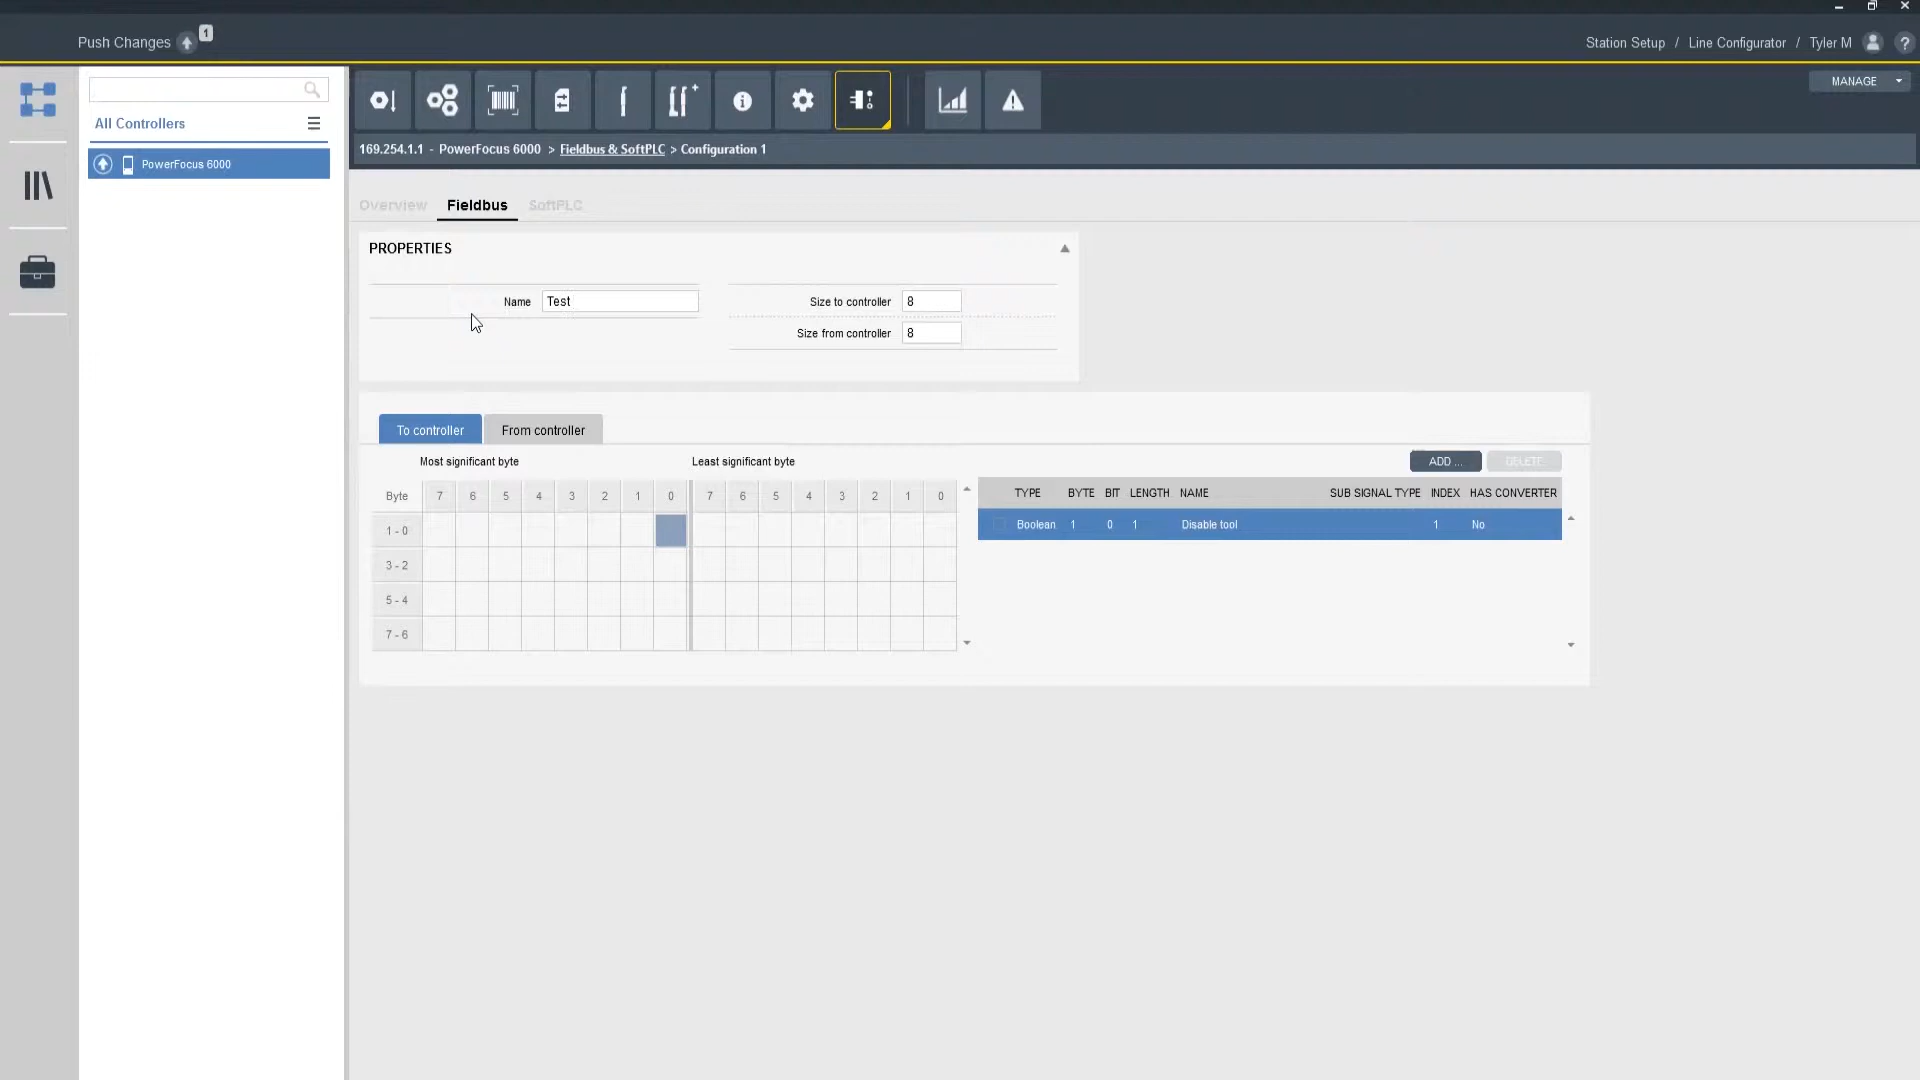 Push Changes 1
Station Setup / Line Configurator / Tyler M ?
MANAGE
All Controllers
PowerFocus 6000
169.254.1.1 - PowerFocus 6000 > Fieldbus & SoftPLC > Configuration 1
Overview Fieldbus SoftPLC
PROPERTIES
Name Test
Size to controller 8
Size from controller 8
To controller From controller
Most significant byte Least significant byte
ADD ... DELETE
Byte 7 6 5 4 3 2 1 0 7 6 5 4 3 2 1 0
TYPE BYTE BIT LENGTH NAME SUB SIGNAL TYPE INDEX HAS CONVERTER
Boolean 1 0 1 Disable tool 1 No
1 - 0
3 - 2
5 - 4
7 - 6